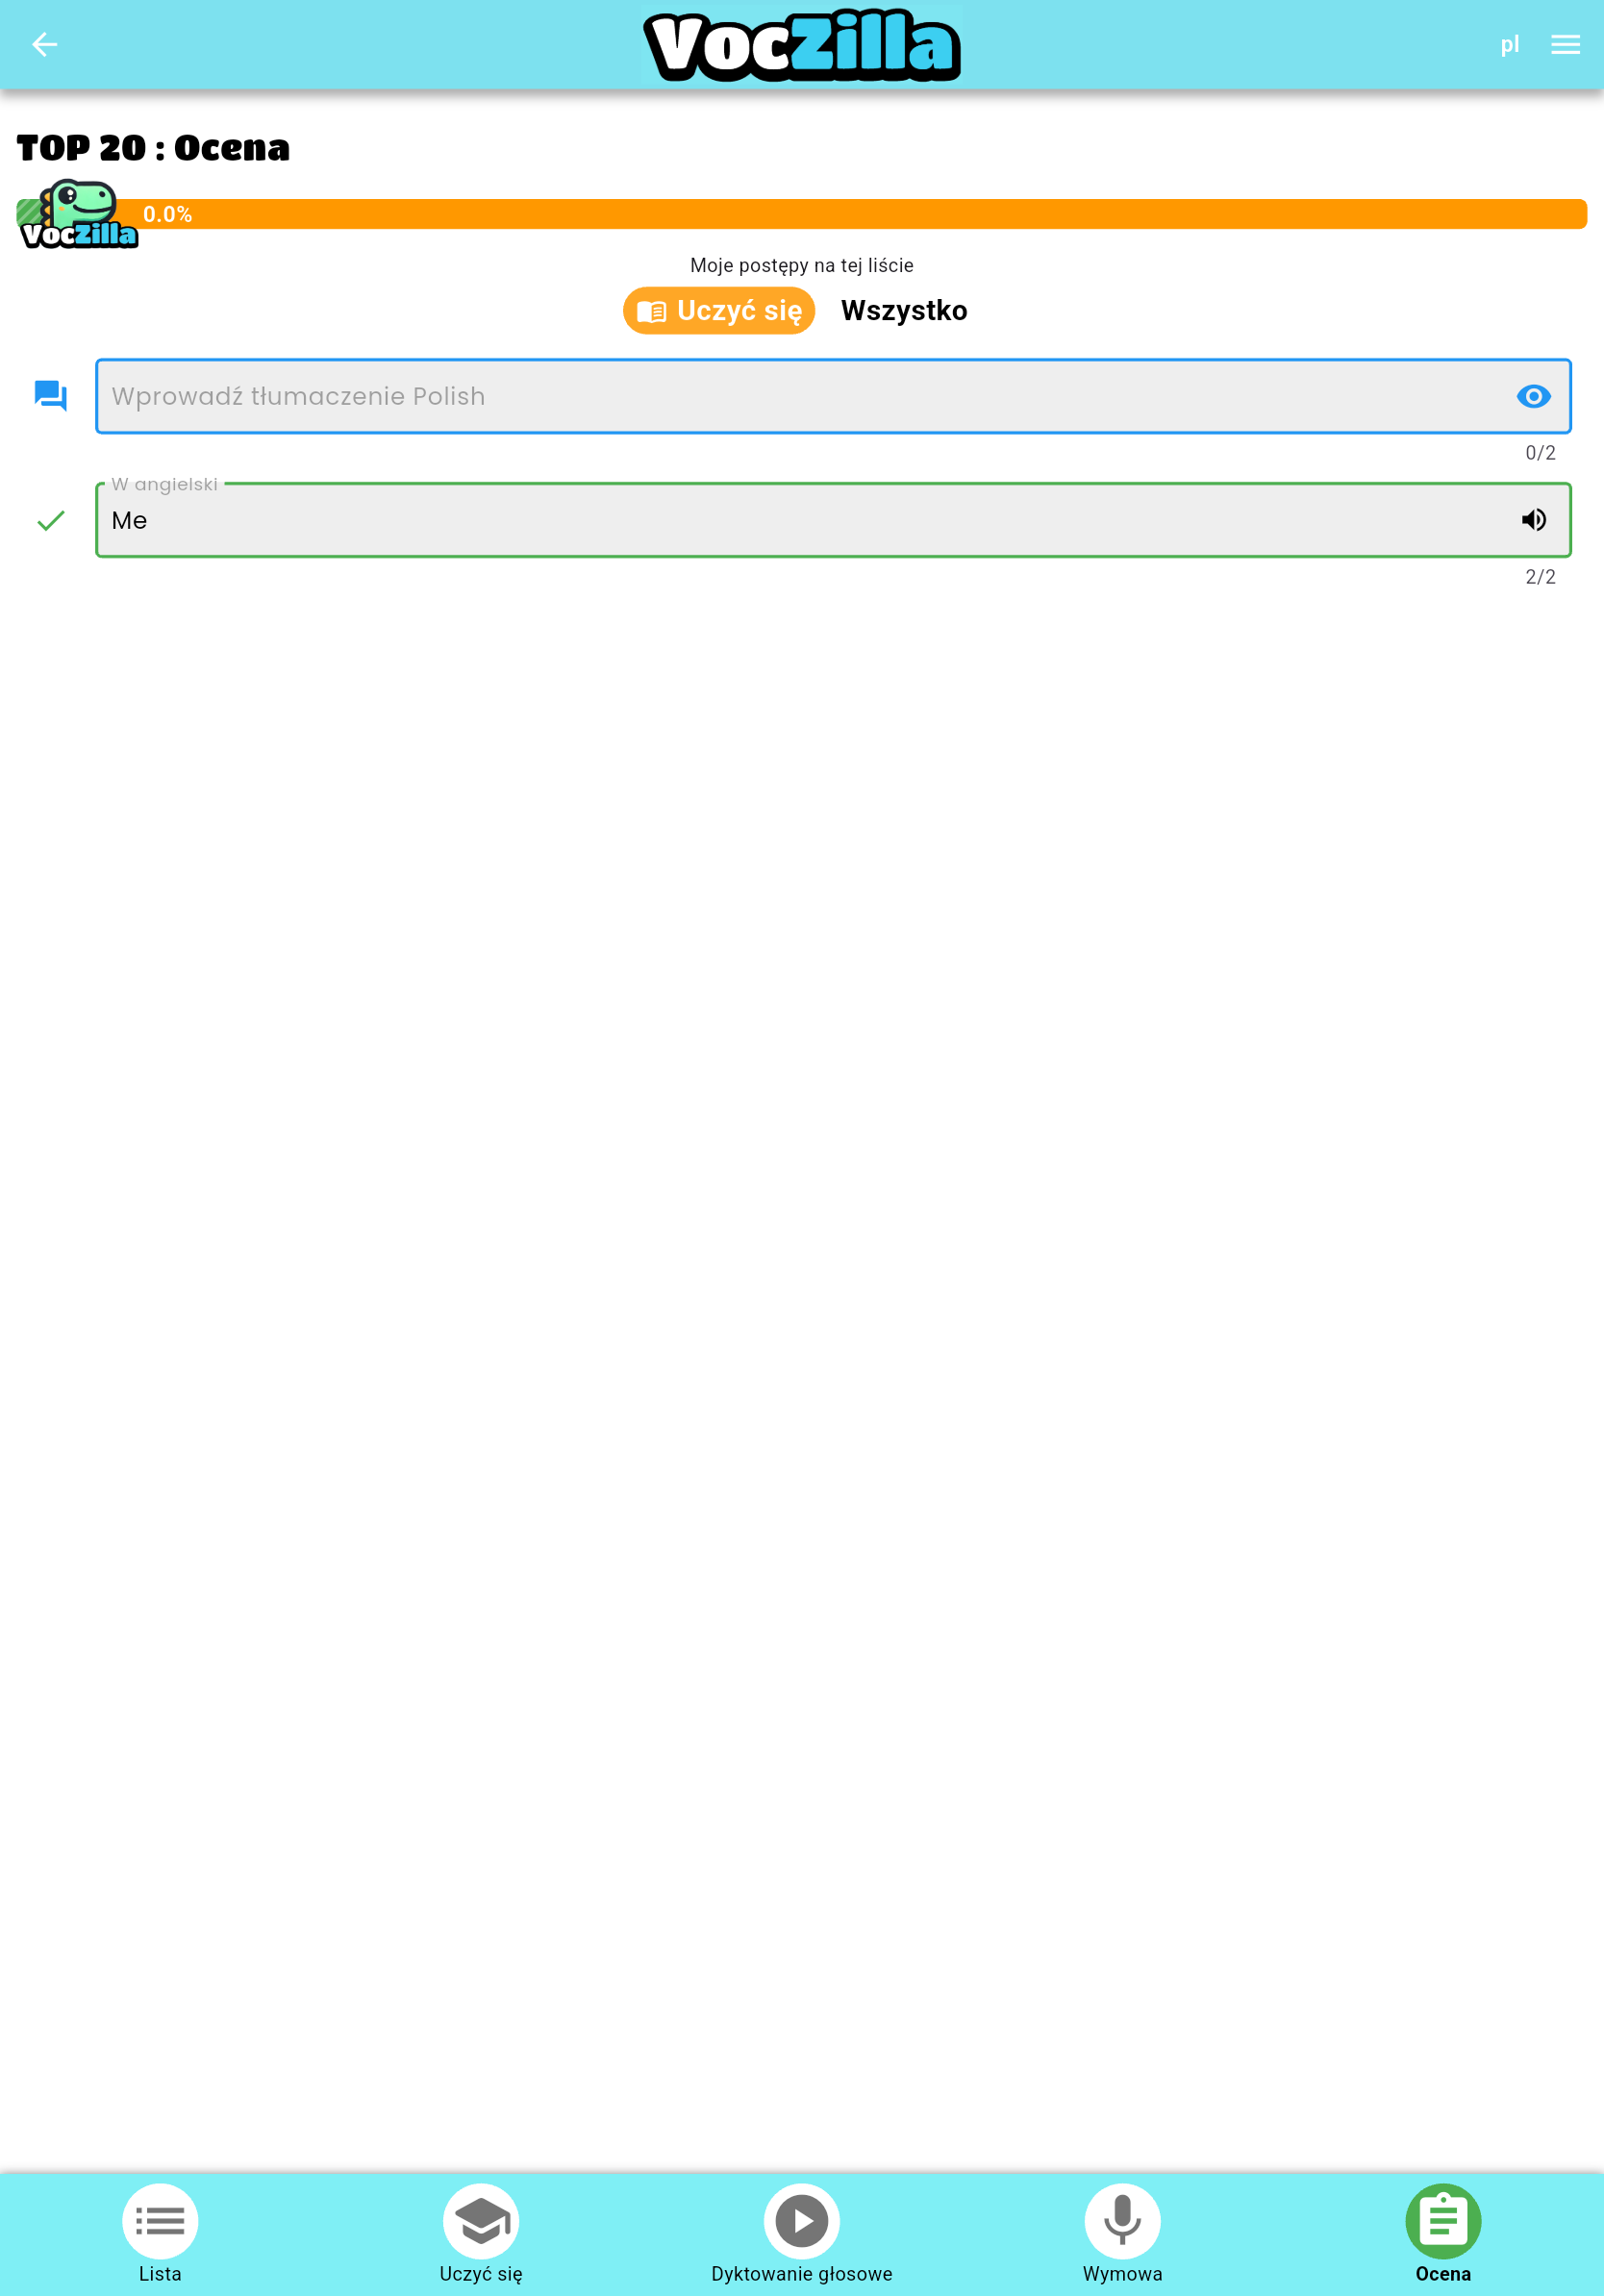 VocZilla
pl
TOP 20 : Ocena
VocZilla
0.0%
Moje postępy na tej liście
Uczyć się
Wszystko
Wprowadź tłumaczenie Polish
0/2
W angielski
Me
2/2
Lista
Uczyć się
Dyktowanie głosowe
Wymowa
Ocena